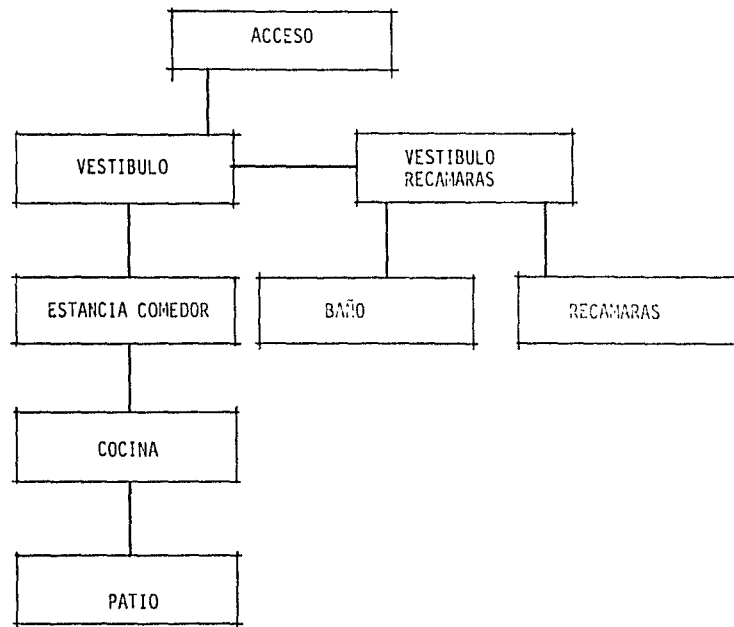 ACCESO
VESTIBULO
VESTIBULO
RECAMARAS
ESTANCIA COMEDOR
BAÑO
RECAMARAS
COCINA
PATIO